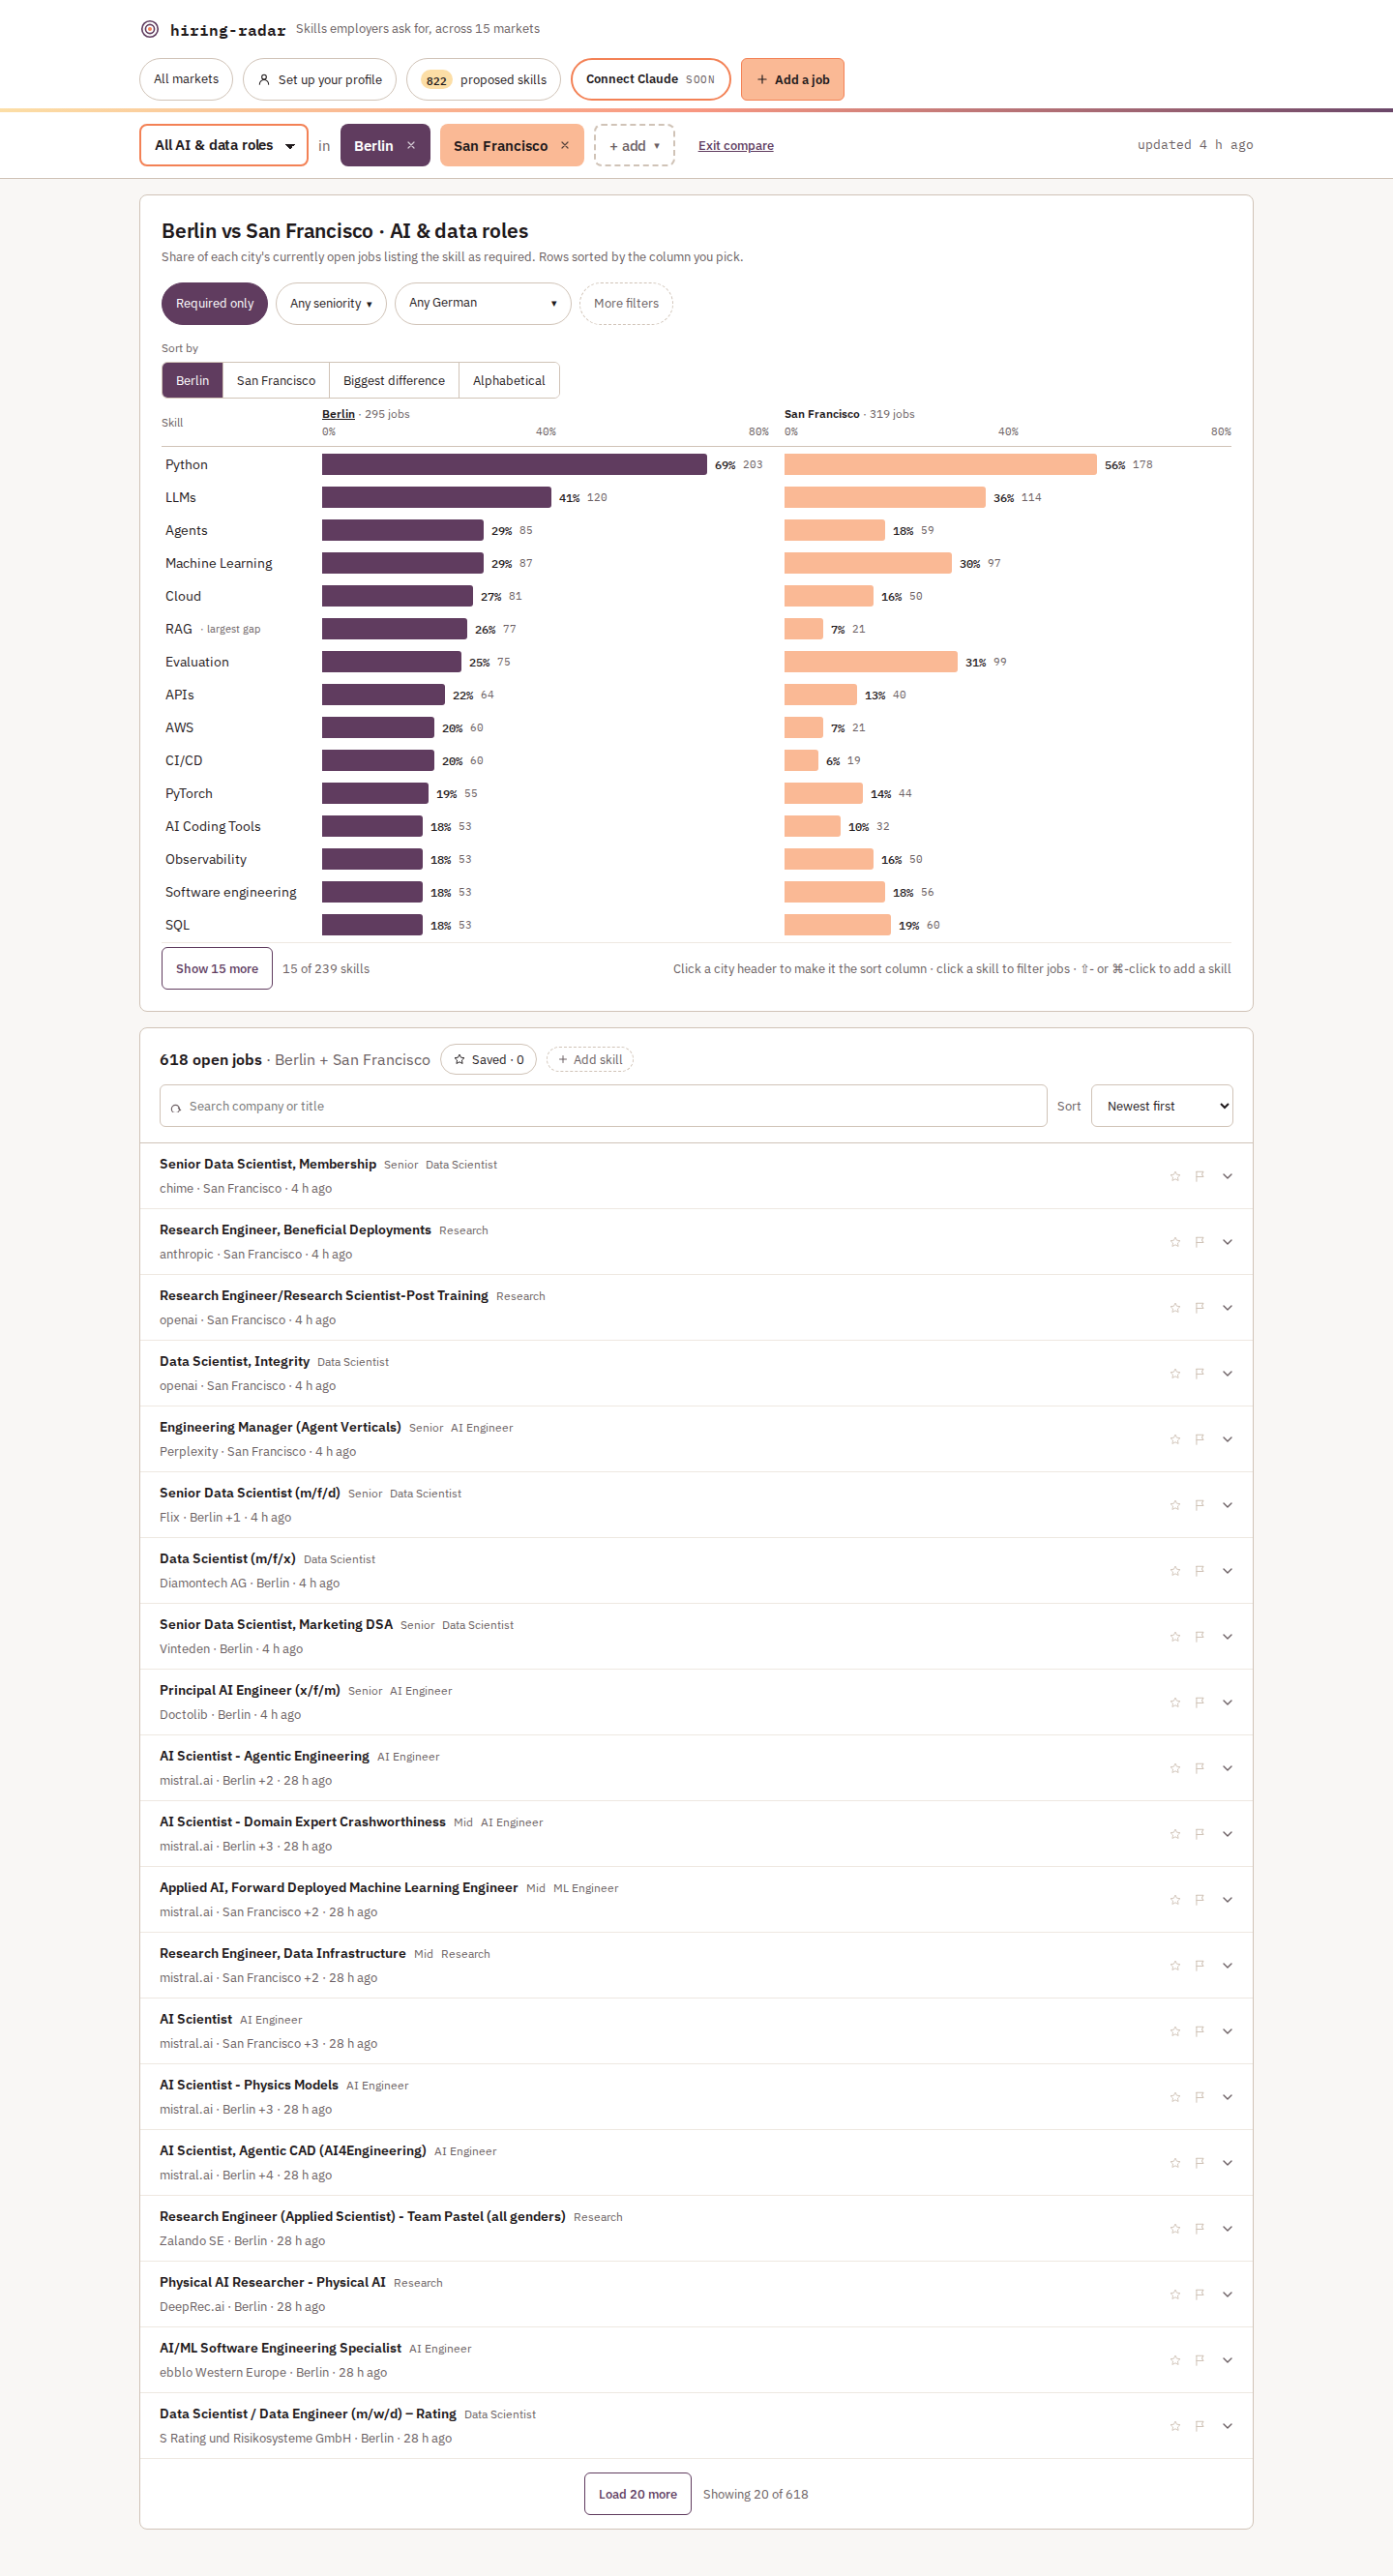 hiring-radar Skills employers ask for, across 15 markets
All markets Set up your profile 822 proposed skills Connect Claude SOON + Add a job
All AI & data roles in Berlin × San Francisco × + add ▾ Exit compare updated 4 h ago
Berlin vs San Francisco · AI & data roles
Share of each city's currently open jobs listing the skill as required. Rows sorted by the column you pick.
Required only Any seniority ▾ Any German ▾ More filters
Sort by
Berlin San Francisco Biggest difference Alphabetical
Skill Berlin · 295 jobs San Francisco · 319 jobs
0% 40% 80% 0% 40% 80%
Python 69% 203 56% 178
LLMs 41% 120 36% 114
Agents 29% 85 18% 59
Machine Learning 29% 87 30% 97
Cloud 27% 81 16% 50
RAG · largest gap 26% 77 7% 21
Evaluation 25% 75 31% 99
APIs 22% 64 13% 40
AWS 20% 60 7% 21
CI/CD 20% 60 6% 19
PyTorch 19% 55 14% 44
AI Coding Tools 18% 53 10% 32
Observability 18% 53 16% 50
Software engineering 18% 53 18% 56
SQL 18% 53 19% 60
Show 15 more 15 of 239 skills Click a city header to make it the sort column · click a skill to filter jobs · ⇧- or ⌘-click to add a skill
618 open jobs · Berlin + San Francisco Saved · 0 + Add skill
Search company or title Sort Newest first
Senior Data Scientist, Membership Senior Data Scientist
chime · San Francisco · 4 h ago
Research Engineer, Beneficial Deployments Research
anthropic · San Francisco · 4 h ago
Research Engineer/Research Scientist-Post Training Research
openai · San Francisco · 4 h ago
Data Scientist, Integrity Data Scientist
openai · San Francisco · 4 h ago
Engineering Manager (Agent Verticals) Senior AI Engineer
Perplexity · San Francisco · 4 h ago
Senior Data Scientist (m/f/d) Senior Data Scientist
Flix · Berlin +1 · 4 h ago
Data Scientist (m/f/x) Data Scientist
Diamontech AG · Berlin · 4 h ago
Senior Data Scientist, Marketing DSA Senior Data Scientist
Vinteden · Berlin · 4 h ago
Principal AI Engineer (x/f/m) Senior AI Engineer
Doctolib · Berlin · 4 h ago
AI Scientist - Agentic Engineering AI Engineer
mistral.ai · Berlin +2 · 28 h ago
AI Scientist - Domain Expert Crashworthiness Mid AI Engineer
mistral.ai · Berlin +3 · 28 h ago
Applied AI, Forward Deployed Machine Learning Engineer Mid ML Engineer
mistral.ai · San Francisco +2 · 28 h ago
Research Engineer, Data Infrastructure Mid Research
mistral.ai · San Francisco +2 · 28 h ago
AI Scientist AI Engineer
mistral.ai · San Francisco +3 · 28 h ago
AI Scientist - Physics Models AI Engineer
mistral.ai · Berlin +3 · 28 h ago
AI Scientist, Agentic CAD (AI4Engineering) AI Engineer
mistral.ai · Berlin +4 · 28 h ago
Research Engineer (Applied Scientist) - Team Pastel (all genders) Research
Zalando SE · Berlin · 28 h ago
Physical AI Researcher - Physical AI Research
DeepRec.ai · Berlin · 28 h ago
AI/ML Software Engineering Specialist AI Engineer
ebblo Western Europe · Berlin · 28 h ago
Data Scientist / Data Engineer (m/w/d) – Rating Data Scientist
S Rating und Risikosysteme GmbH · Berlin · 28 h ago
Load 20 more Showing 20 of 618